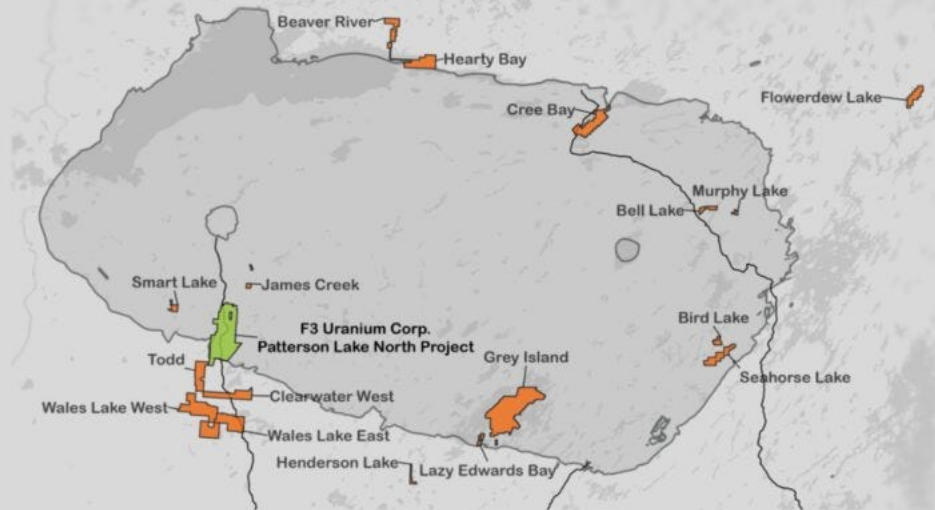 Beaver River
Hearty Bay
Flowerdew Lake
Cree Bay
Murphy Lake
Bell Lake
Smart Lake
James Creek
Bird Lake
F3 Uranium Corp.
Patterson Lake North Project
Todd
Grey Island
Seahorse Lake
Clearwater West
Wales Lake West
Wales Lake East
Henderson Lake
Lazy Edwards Bay